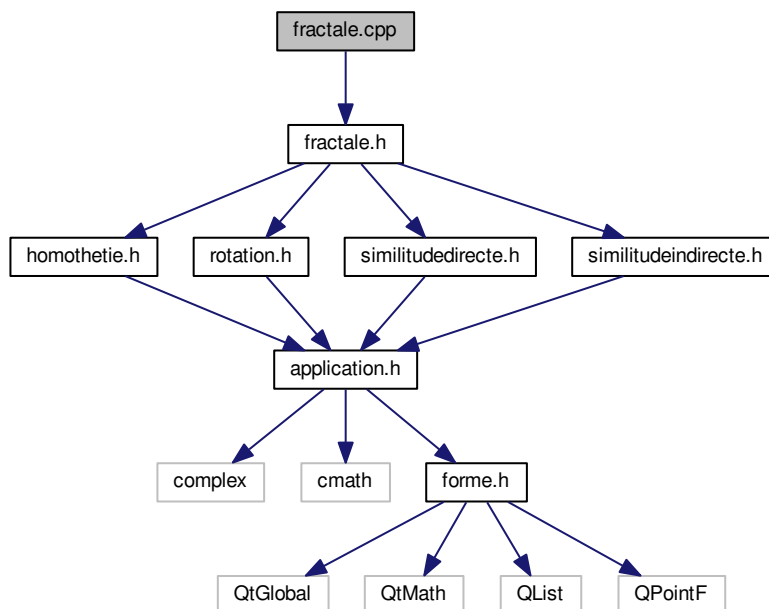 fractale.cpp
fractale.h
homothetie.h
rotation.h
similitudedirecte.h
similitudeindirecte.h
application.h
complex
cmath
forme.h
QtGlobal
QtMath
QList
QPointF